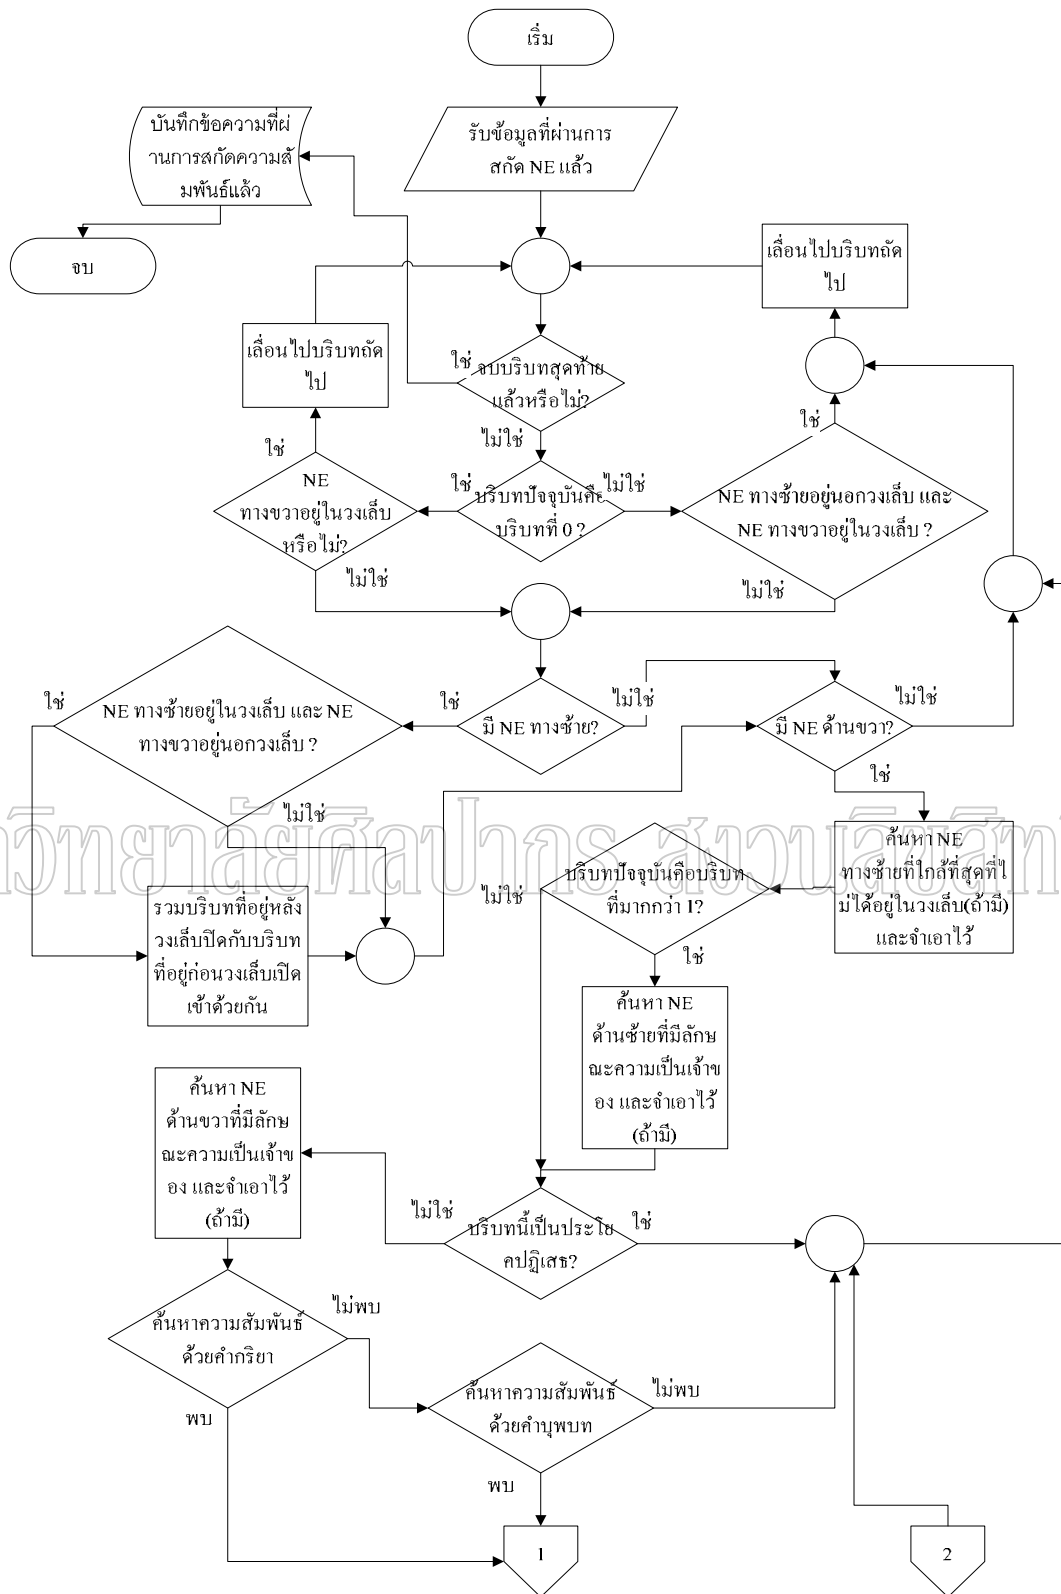 เริ่ม
บันทึกข้อความที่ผ่
านการสกัดความสั
มพันธ์แล้ว
รับข้อมูลที่ผ่านการ
สกัด NE แล้ว
จบ
เลื่อนไปบริบทถัด
ไป
เลื่อนไปบริบทถัด
ไป
ใช่
จบบริบทสุดท้าย
แล้วหรือไม่?
ไม่ใช่
ใช่
NE
ทางขวาอยู่ในวงเล็บ
หรือไม่?
ใช่
บริบทปัจจุบันคือ
บริบทที่ 0 ?
ไม่ใช่
ใช่
NE ทางซ้ายอยู่นอกวงเล็บ และ
NE ทางขวาอยู่ในวงเล็บ ?
ไม่ใช่
ไม่ใช่
ใช่
NE ทางซ้ายอยู่ในวงเล็บ และ NE
ทางขวาอยู่นอกวงเล็บ ?
ใช่
มี NE ทางซ้าย?
ไม่ใช่
มี NE ด้านขวา?
ไม่ใช่
ใช่
ไม่ใช่
ค้นหา NE
ทางซ้ายที่ใกล้ที่สุดที่ไ
ม่ได้อยู่ในวงเล็บ(ถ้ามี)
และจำเอาไว้
บริบทปัจจุบันคือบริบท
ที่มากกว่า 1?
ไม่ใช่
ใช่
รวมบริบทที่อยู่หลัง
วงเล็บปิดกับบริบท
ที่อยู่ก่อนวงเล็บเปิด
เข้าด้วยกัน
ค้นหา NE
ด้านซ้ายที่มีลักษ
ณะความเป็นเจ้าข
อง และจำเอาไว้
(ถ้ามี)
ค้นหา NE
ด้านขวาที่มีลักษ
ณะความเป็นเจ้าข
อง และจำเอาไว้
(ถ้ามี)
ไม่ใช่
บริบทนี้เป็นประโย
คปฏิเสธ?
ใช่
ค้นหาความสัมพันธ์
ด้วยคำกริยา
ไม่พบ
พบ
ค้นหาความสัมพันธ์
ด้วยคำบุพบท
ไม่พบ
พบ
1
2